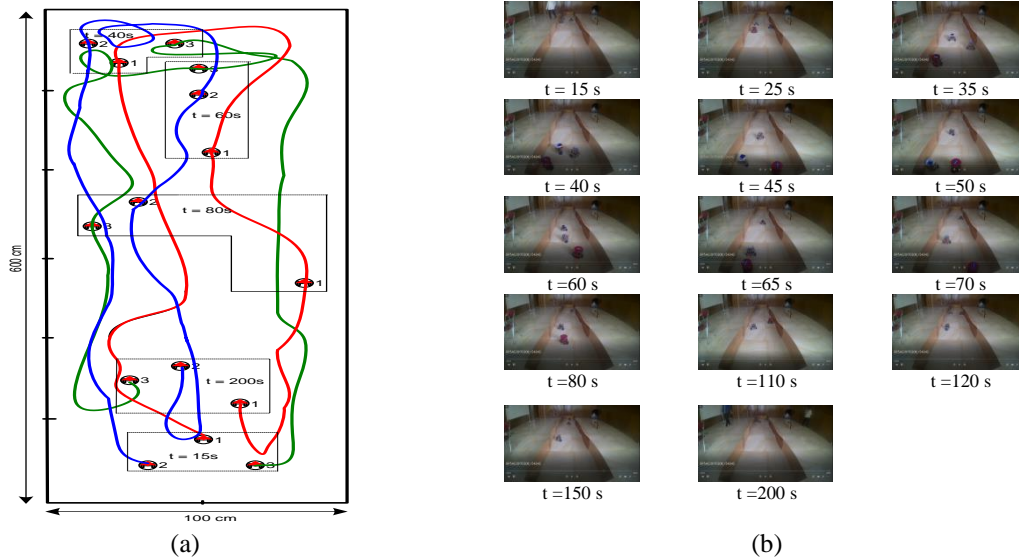 t = 40s
2
3
1
3
2
t = 60s
1
2
t = 80s
3
1
2
3
t = 200s
1
1
t = 15s
2
3
600 cm
100 cm
(a)
t = 15 s
t = 25 s
t = 35 s
t = 40 s
t = 45 s
t =50 s
t =60 s
t =65 s
t =70 s
t =80 s
t =110 s
t =120 s
t =150 s
t =200 s
(b)